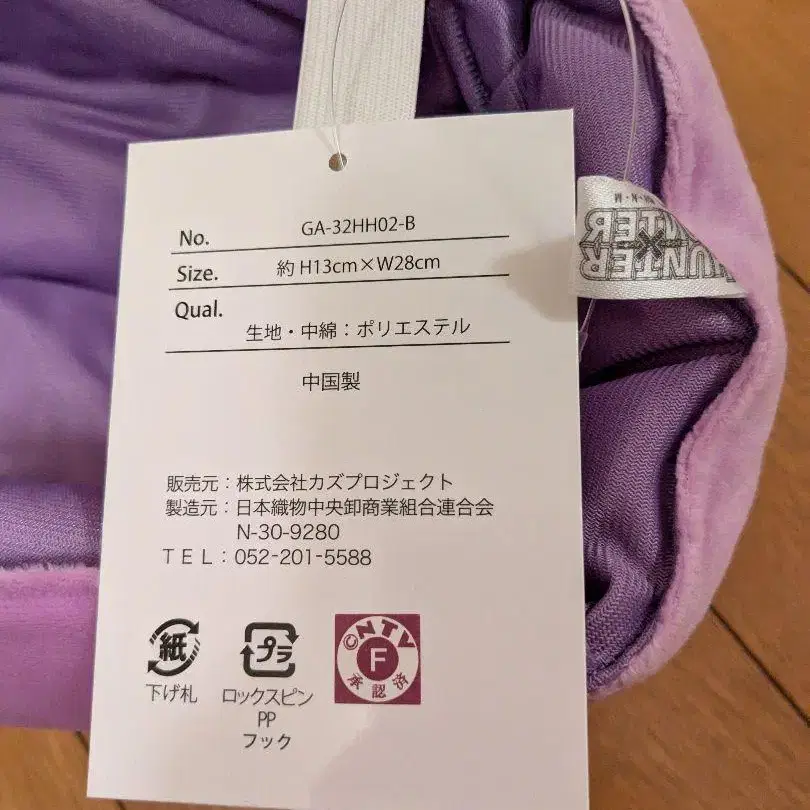 No. GA-32HH02-B
Size. 約 H13cm×W28cm
Qual.
生地・中綿：ポリエステル
中国製
販売元：株式会社カズプロジェクト
製造元：日本織物中央卸商業組合連合会
N-30-9280
TEL：052-201-5588
紙
下げ札
プラ
ロックスピン
PP
フック
CNTV
F
承認済
HUNTER
HUNTER